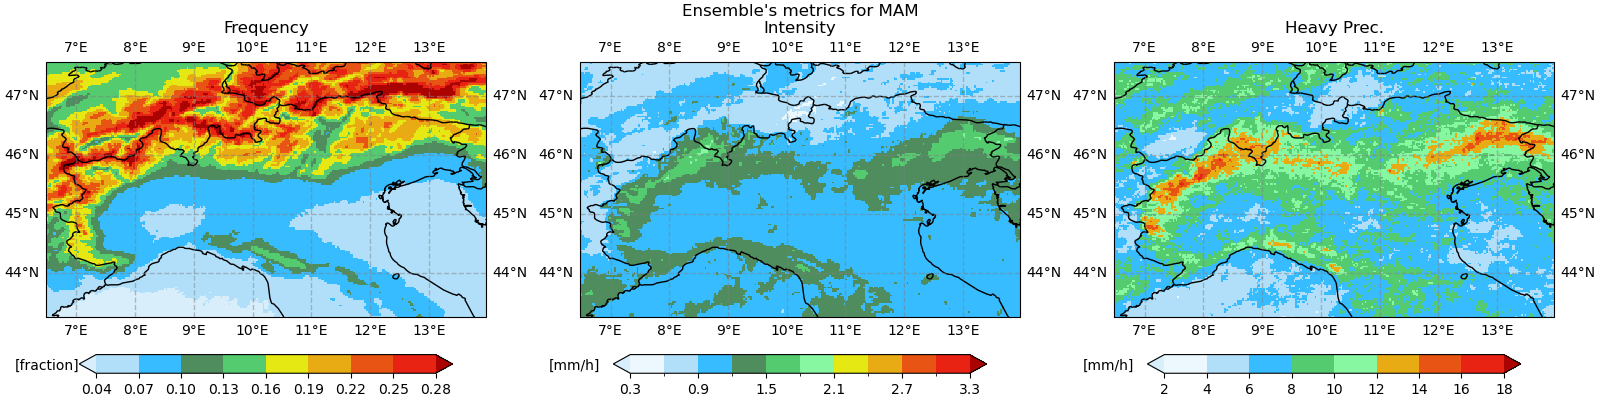 Ensemble's metrics for MAM
Frequency
Intensity
Heavy Prec.
7°E 8°E 9°E 10°E 11°E 12°E 13°E
7°E 8°E 9°E 10°E 11°E 12°E 13°E
7°E 8°E 9°E 10°E 11°E 12°E 13°E
47°N 47°N 47°N 47°N 47°N 47°N
46°N 46°N 46°N 46°N 46°N 46°N
45°N 45°N 45°N 45°N 45°N 45°N
44°N 44°N 44°N 44°N 44°N 44°N
7°E 8°E 9°E 10°E 11°E 12°E 13°E
7°E 8°E 9°E 10°E 11°E 12°E 13°E
7°E 8°E 9°E 10°E 11°E 12°E 13°E
[fraction]
0.04 0.07 0.10 0.13 0.16 0.19 0.22 0.25 0.28
[mm/h]
0.3 0.9 1.5 2.1 2.7 3.3
[mm/h]
2 4 6 8 10 12 14 16 18